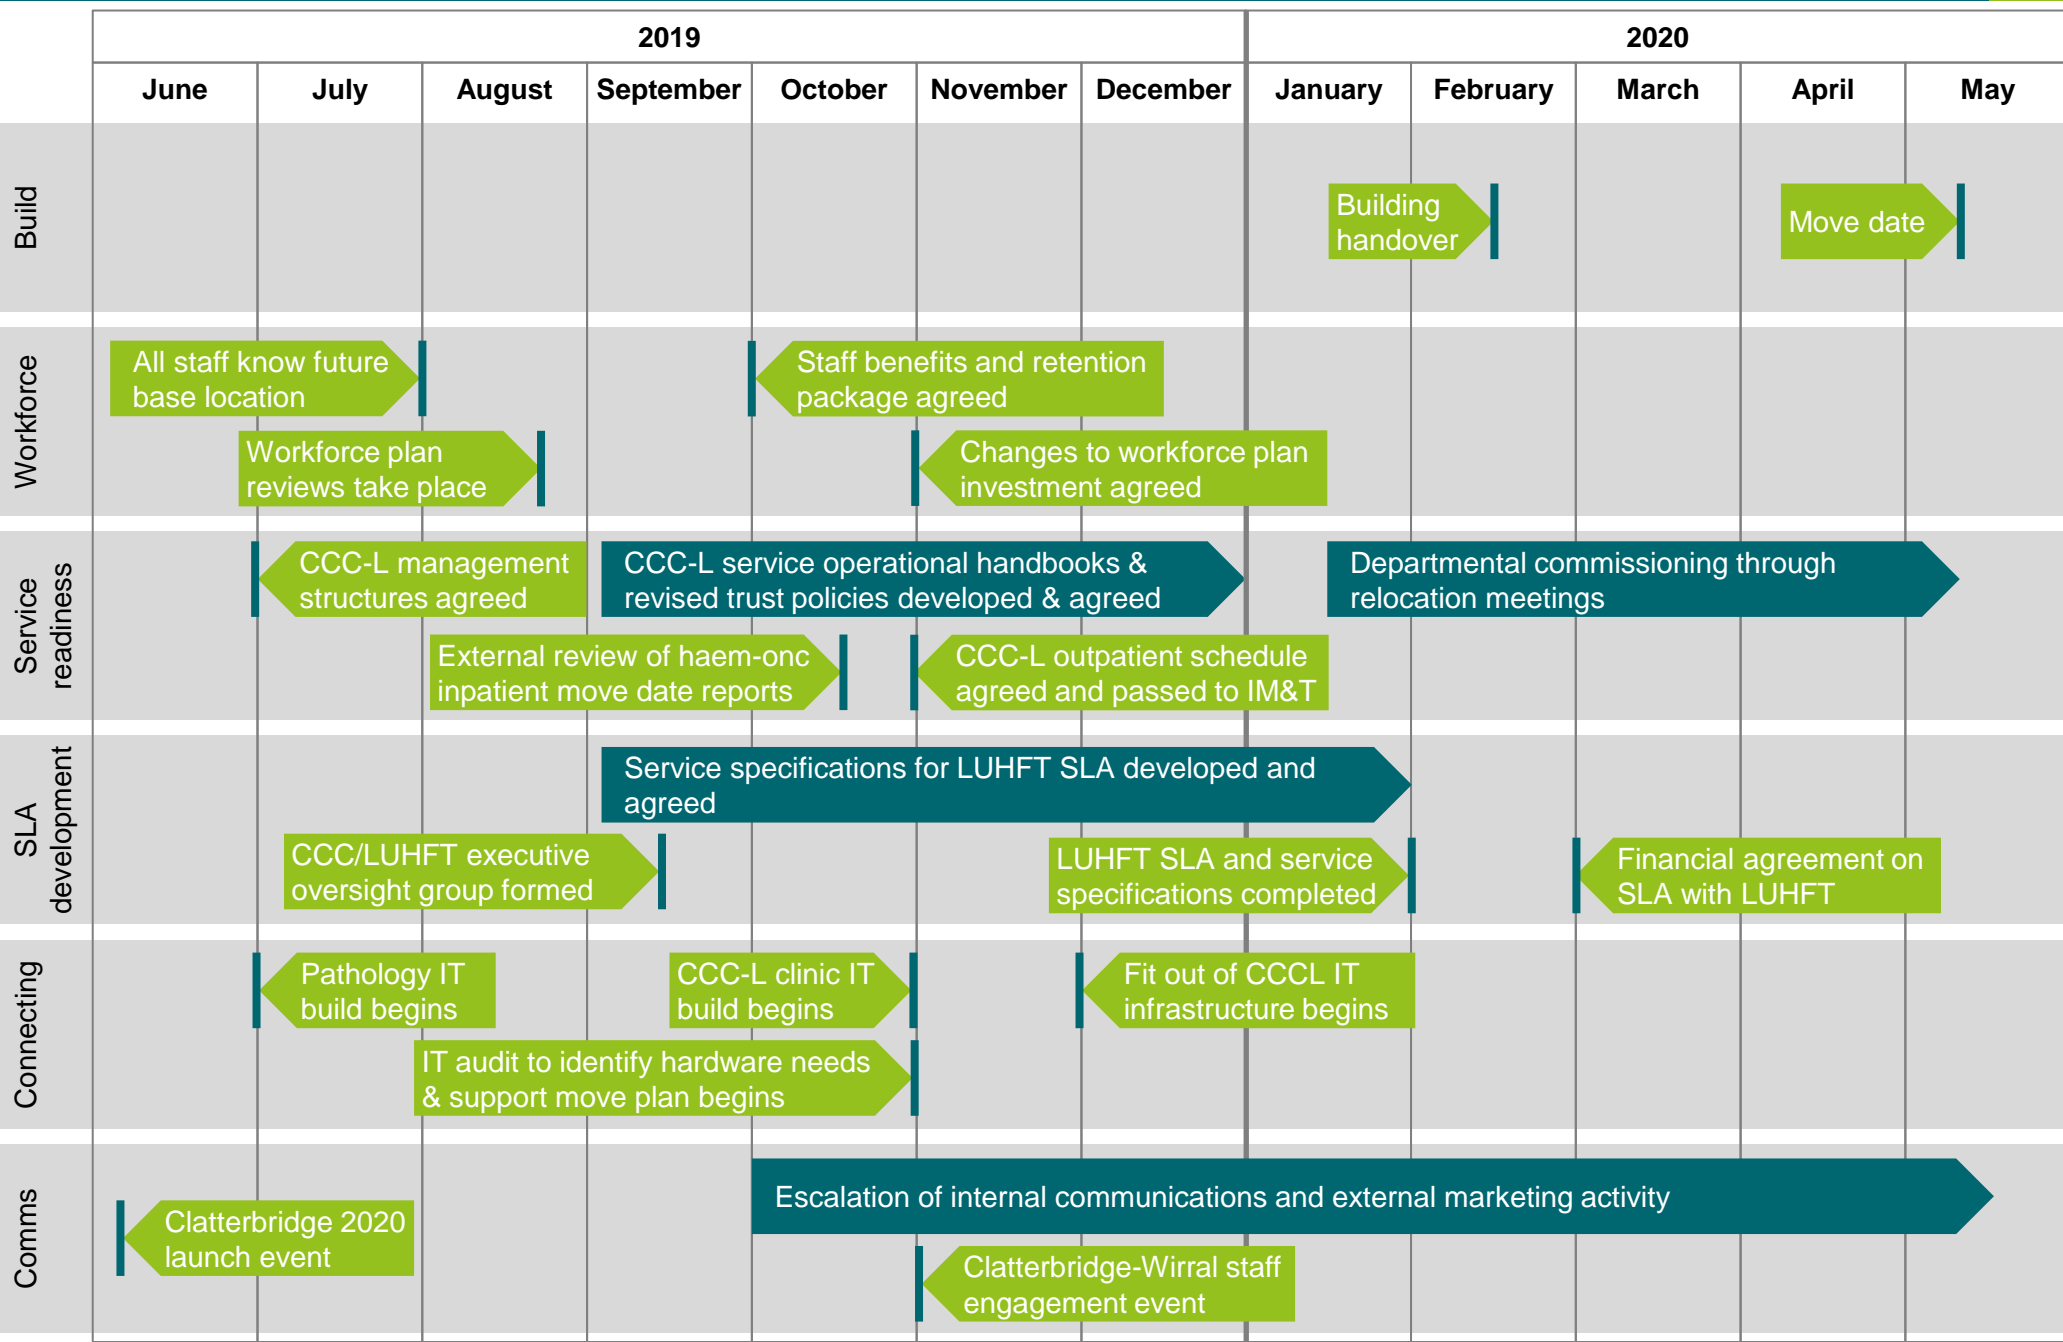 2019
2020
June
July
August
September
October
November
December
January
February
March
April
May
Build
Building
handover
Move date
Workforce
All staff know future
base location
Staff benefits and retention
package agreed
Workforce plan
reviews take place
Changes to workforce plan
investment agreed
Service
readiness
CCC-L management
structures agreed
CCC-L service operational handbooks &
revised trust policies developed & agreed
Departmental commissioning through
relocation meetings
External review of haem-onc
inpatient move date reports
CCC-L outpatient schedule
agreed and passed to IM&T
SLA
development
Service specifications for LUHFT SLA developed and
agreed
CCC/LUHFT executive
oversight group formed
LUHFT SLA and service
specifications completed
Financial agreement on
SLA with LUHFT
Connecting
Pathology IT
build begins
CCC-L clinic IT
build begins
Fit out of CCCL IT
infrastructure begins
IT audit to identify hardware needs
& support move plan begins
Comms
Escalation of internal communications and external marketing activity
Clatterbridge 2020
launch event
Clatterbridge-Wirral staff
engagement event